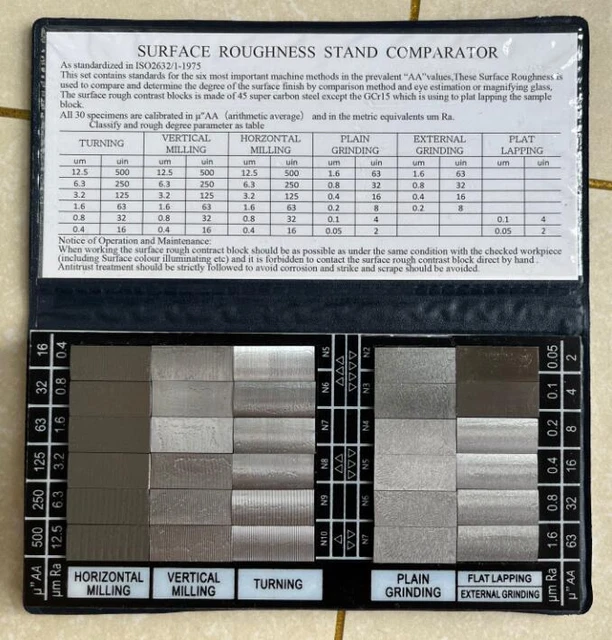 SURFACE ROUGHNESS STAND COMPARATOR
As standardized in ISO2632/1-1975
This set contains standards for the six most important machine methods in the prevalent "AA"values,These Surface Roughness is
used to compare and determine the degree of the surface finish by comparison method and eye estimation or magnifying glass,
The surface rough contrast blocks is made of 45 super carbon steel except the GCr15 which is using to plat lapping the sample
block.
All 30 specimens are calibrated in μ"AA (arithmetic average) and in the metric equivalents um Ra.
Classify and rough degree parameter as table
TURNING VERTICAL MILLING HORZONTAL MILLING PLAIN GRINDING EXTERNAL GRINDING PLAT LAPPING
um uin um uin um uin um uin um uin um uin
12.5 500 12.5 500 12.5 500 1.6 63 1.6 63
6.3 250 6.3 250 6.3 250 0.8 32 0.8 32
3.2 125 3.2 125 3.2 125 0.4 16 0.4 16
1.6 63 1.6 63 1.6 63 0.2 8 0.2 8
0.8 32 0.8 32 0.8 32 0.1 4 0.1 4
0.4 16 0.4 16 0.4 16 0.05 2 0.05 2
Notice of Operation and Maintenance:
When working the surface rough contract block should be as possible as under the same condition with the checked workpiece
(including Surface colour illuminating etc) and it is forbidden to contact the surface rough contrast block direct by hand .
Antitrust treatment should be strictly followed to avoid corrosion and strike and scrape should be avoided.
16 0.4 N5 N2 0.05 2
32 0.8 N6 N3 0.1 4
63 1.6 N7 N4 0.2 8
125 3.2 N8 N5 0.4 16
250 6.3 N9 N6 0.8 32
500 12.5 N10 N7 1.6 63
μ"AA μm Ra HORIZONTAL MILLING VERTICAL MILLING TURNING PLAIN GRINDING FLAT LAPPING EXTERNAL GRINDING μm Ra μ"AA